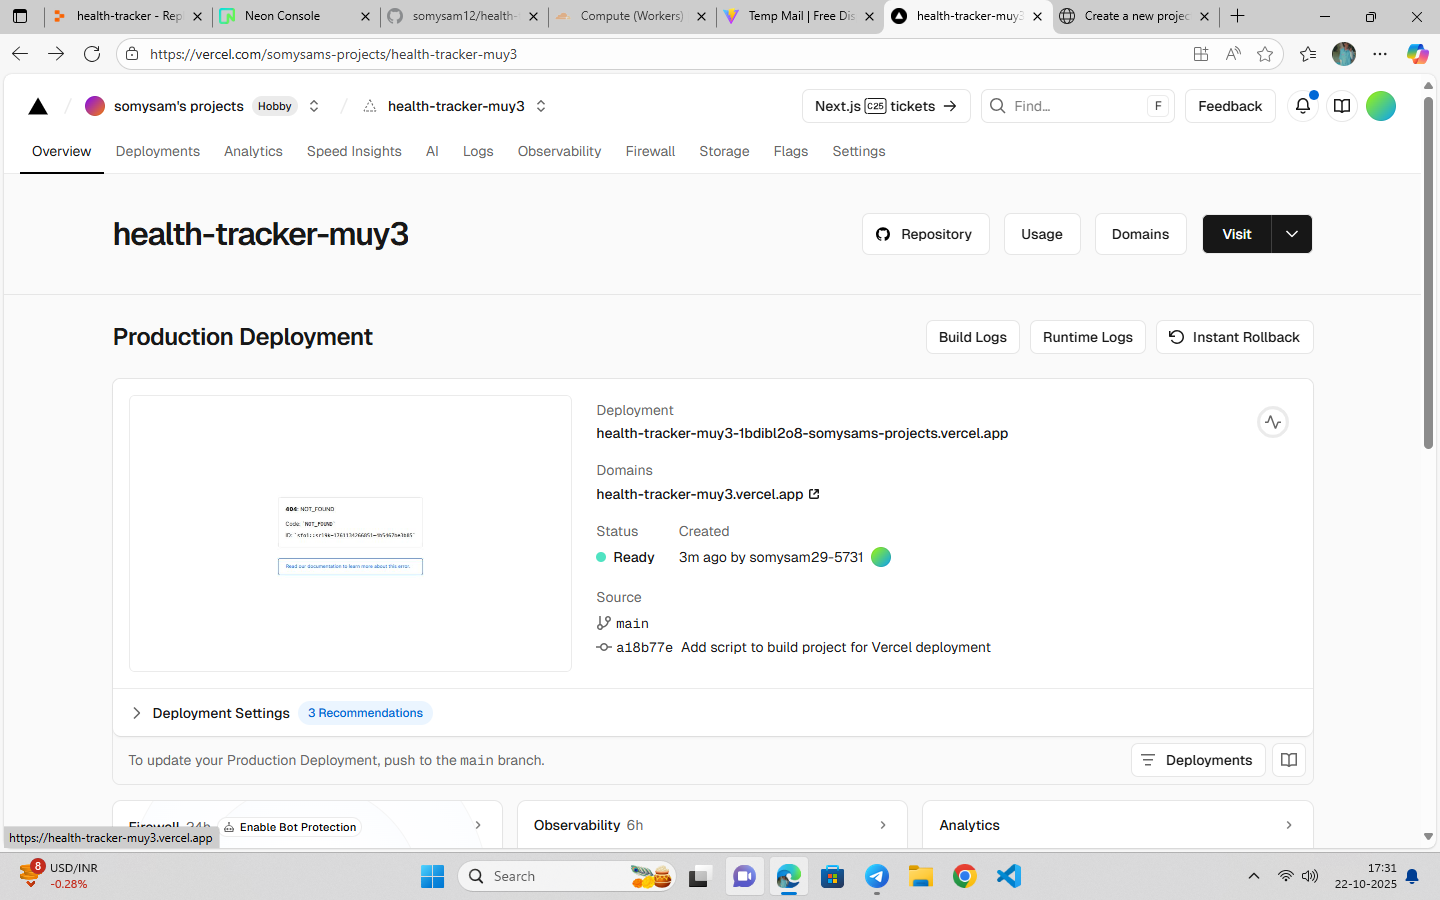 health-tracker - Rep
Neon Console
somysam12/health-
Compute (Workers)
Temp Mail | Free Dis
health-tracker-muy3
Create a new project
https://vercel.com/somysams-projects/health-tracker-muy3
somysam's projects Hobby
health-tracker-muy3
Next.js C25 tickets →
Find... F
Feedback
Overview Deployments Analytics Speed Insights AI Logs Observability Firewall Storage Flags Settings
health-tracker-muy3
Repository Usage Domains Visit
Production Deployment
Build Logs Runtime Logs Instant Rollback
404: NOT_FOUND
Code: `NOT_FOUND`
Read our documentation to learn more about this error.
Deployment
health-tracker-muy3-1bdibl2o8-somysams-projects.vercel.app
Domains
health-tracker-muy3.vercel.app
Status Created
Ready 3m ago by somysam29-5731
Source
main
a18b77e Add script to build project for Vercel deployment
Deployment Settings 3 Recommendations
To update your Production Deployment, push to the main branch.
Deployments
Firewall 24h Enable Bot Protection
Observability 6h
Analytics
https://health-tracker-muy3.vercel.app
8
USD/INR
-0.28%
Search
17:31
22-10-2025